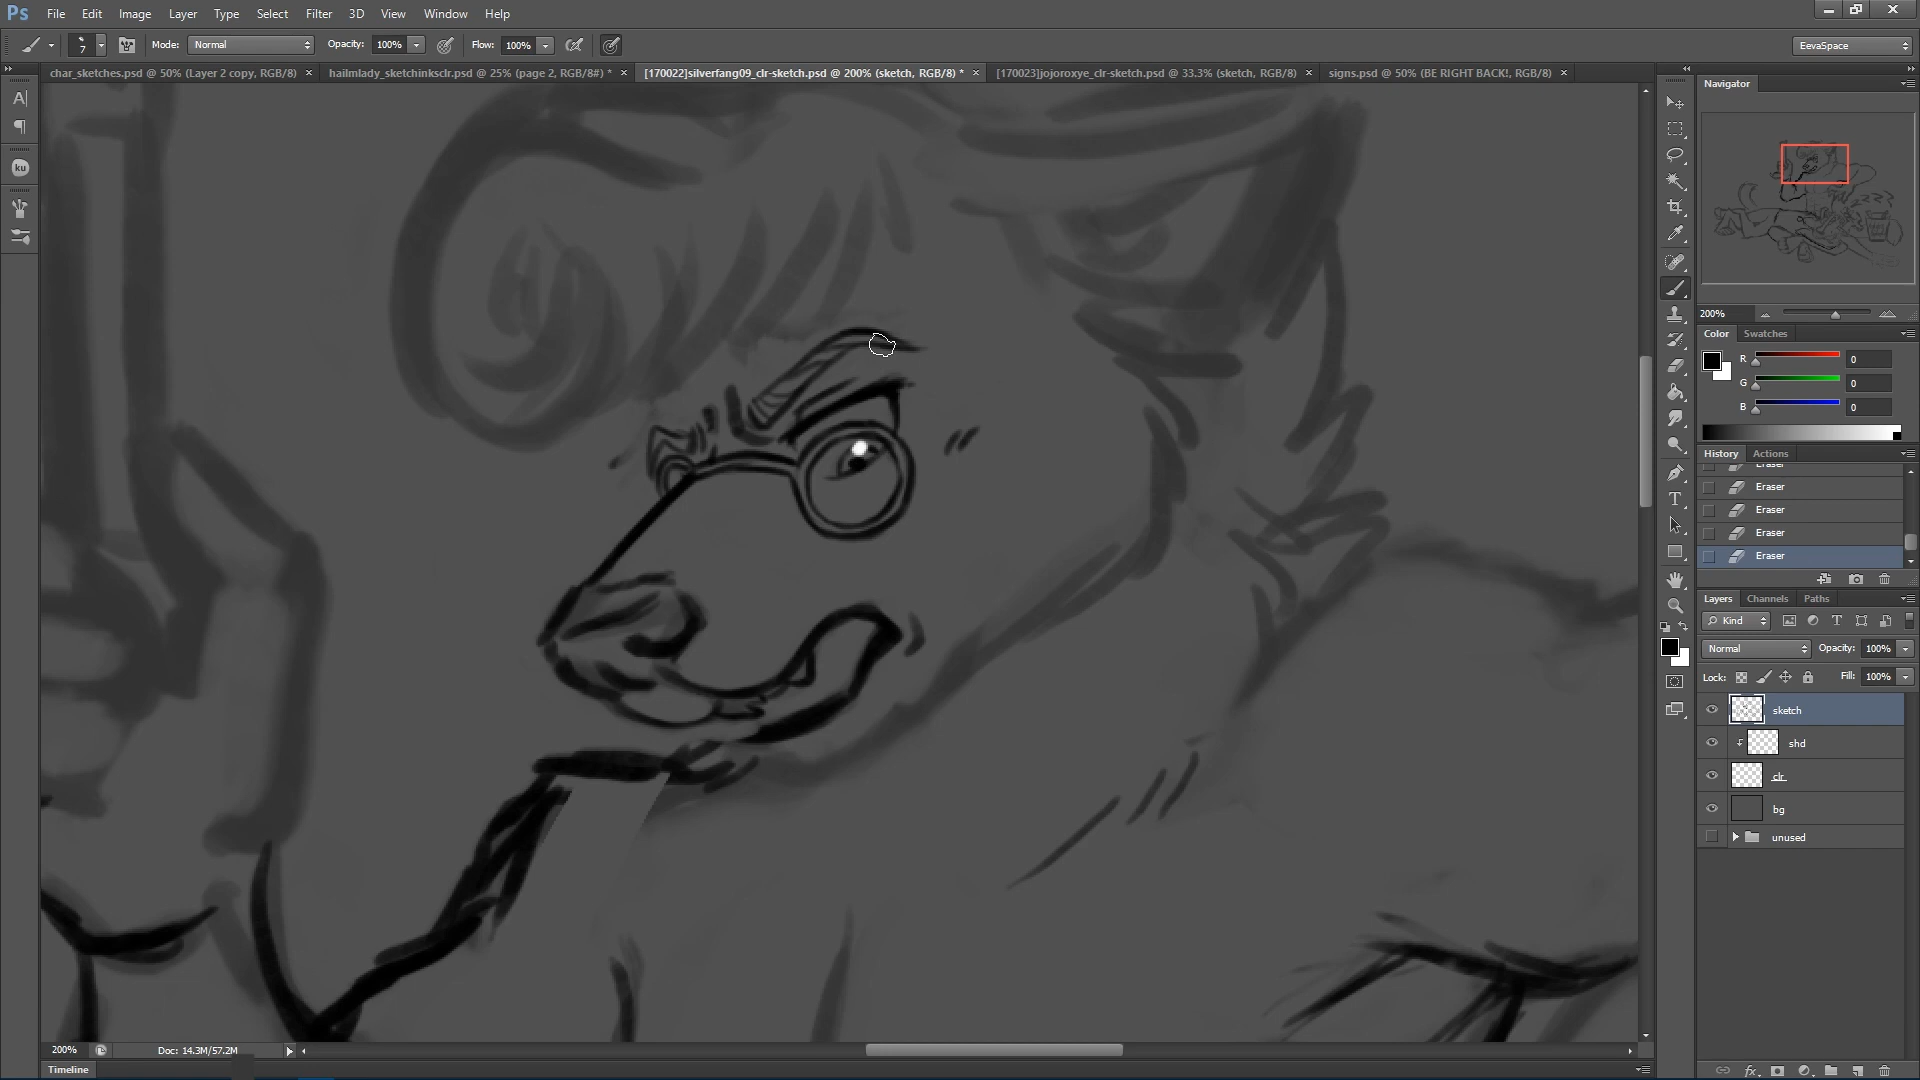 Ps File Edit Image Layer Type Select Filter 3D View Window Help
7 Mode: Normal Opacity: 100% Flow: 100% EevaSpace
char_sketches.psd @ 50% (Layer 2 copy, RGB/8) × hailmlady_sketchinksclr.psd @ 25% (page 2, RGB/8#) * × [170022]silverfang09_clr-sketch.psd @ 200% (sketch, RGB/8) * × [170023]jojoroxye_clr-sketch.psd @ 33.3% (sketch, RGB/8) × signs.psd @ 50% (BE RIGHT BACK!, RGB/8) ×
ku
Navigator
200%
Color Swatches
R 0
G 0
B 0
History Actions
Eraser
Eraser
Eraser
Eraser
Eraser
Layers Channels Paths
Kind
Normal Opacity: 100%
Lock: Fill: 100%
sketch
shd
clr
bg
unused
200% Doc: 14.3M/57.2M
Timeline
fx